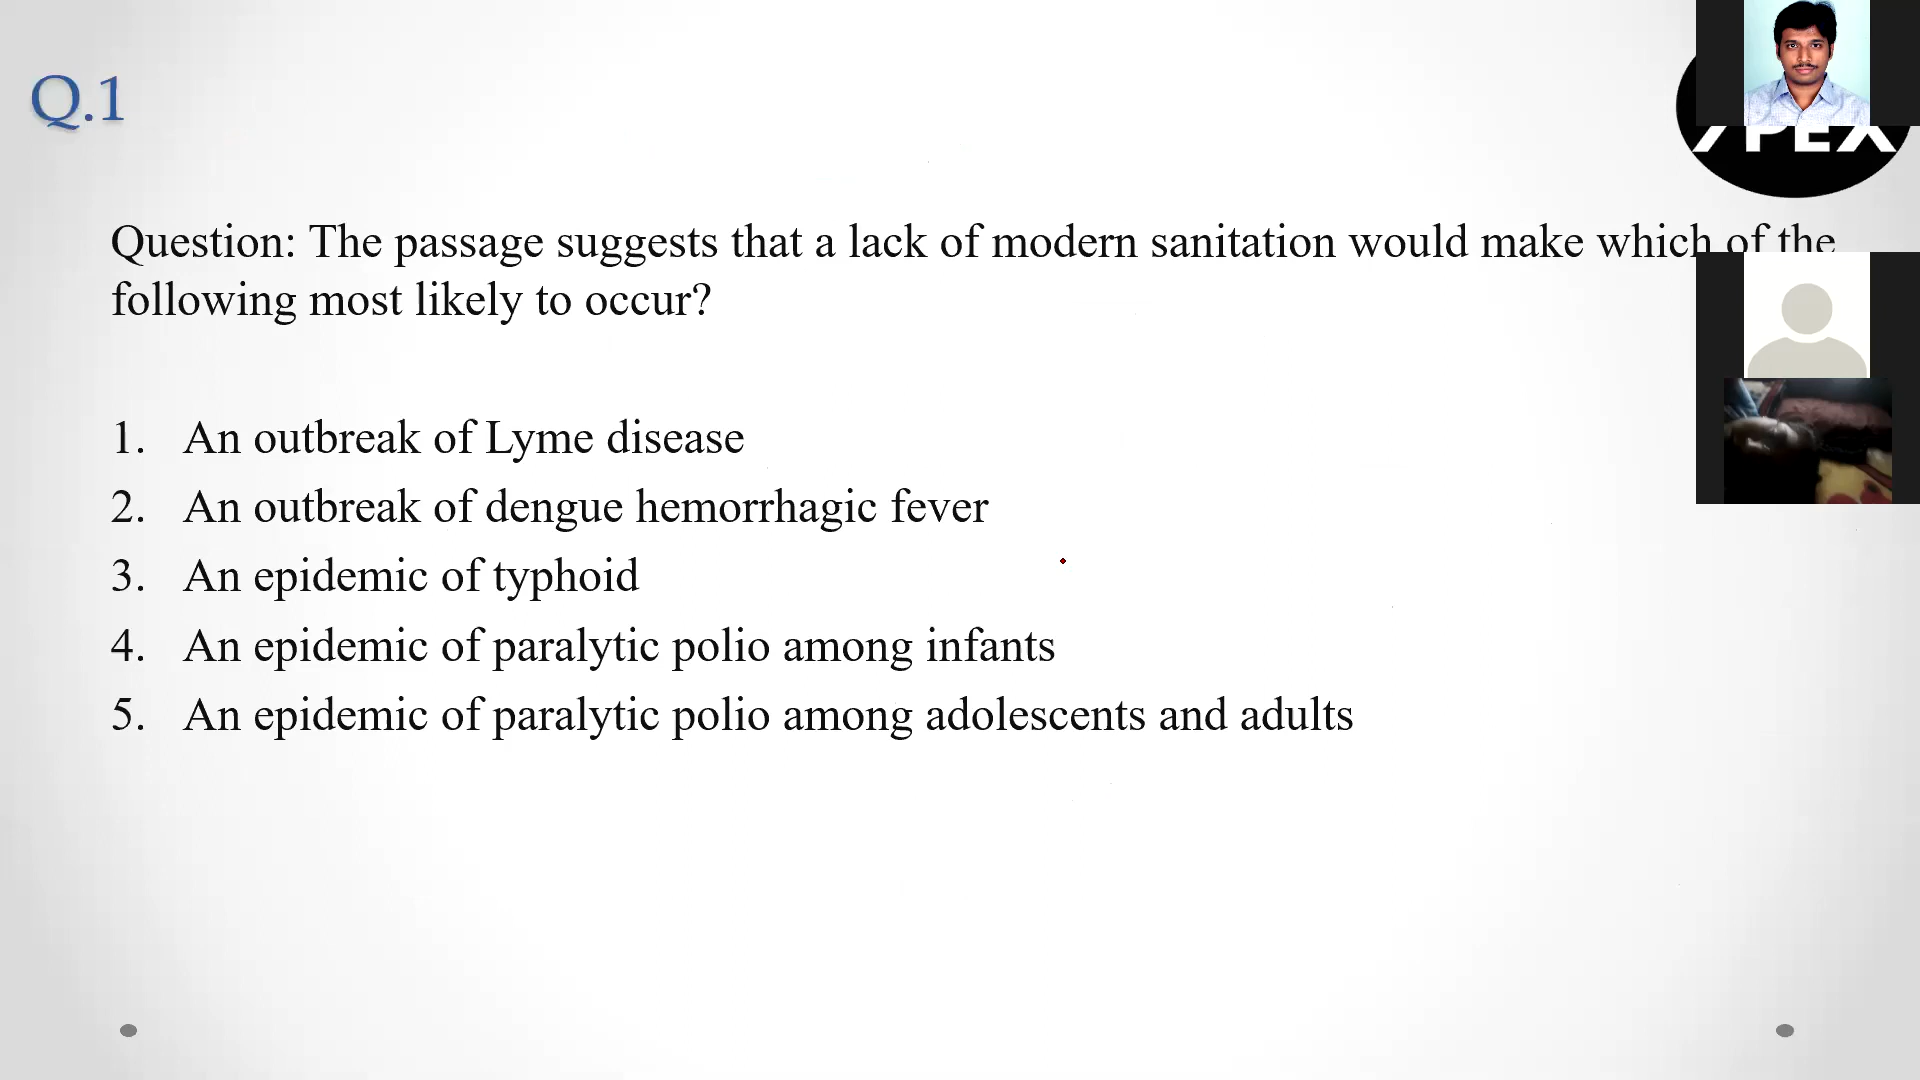 Q.1
APEX
Question: The passage suggests that a lack of modern sanitation would make which of the
following most likely to occur?
1. An outbreak of Lyme disease
2. An outbreak of dengue hemorrhagic fever
3. An epidemic of typhoid
4. An epidemic of paralytic polio among infants
5. An epidemic of paralytic polio among adolescents and adults